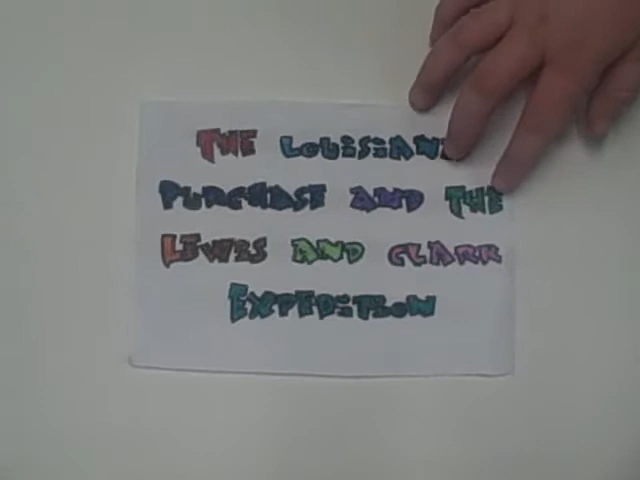 The Louisiana
Purchase and the
Lewis and Clark
Expedition